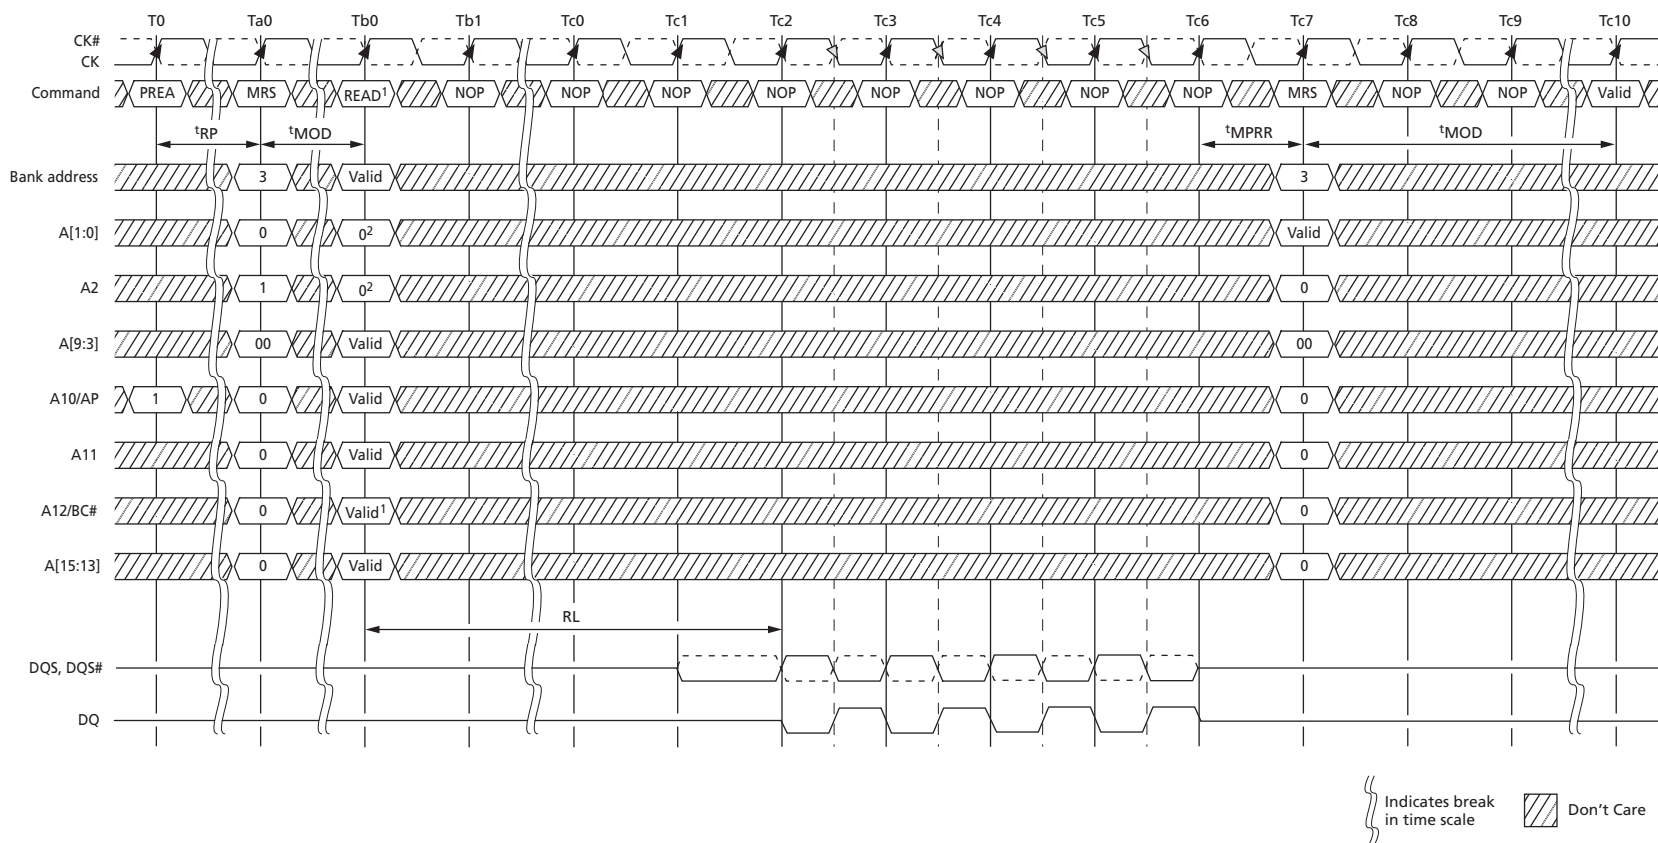 T0 Ta0 Tb0 Tb1 Tc0 Tc1 Tc2 Tc3 Tc4 Tc5 Tc6 Tc7 Tc8 Tc9 Tc10
CK#
CK
Command PREA MRS READ1 NOP NOP NOP NOP NOP NOP NOP NOP MRS NOP NOP Valid
tRP tMOD tMPRR tMOD
Bank address 3 Valid 3
A[1:0] 0 02 Valid
A2 1 02 0
A[9:3] 00 Valid 00
A10/AP 1 0 Valid 0
A11 0 Valid 0
A12/BC# 0 Valid1 0
A[15:13] 0 Valid 0
RL
DQS, DQS#
DQ
Indicates break
in time scale
Don't Care